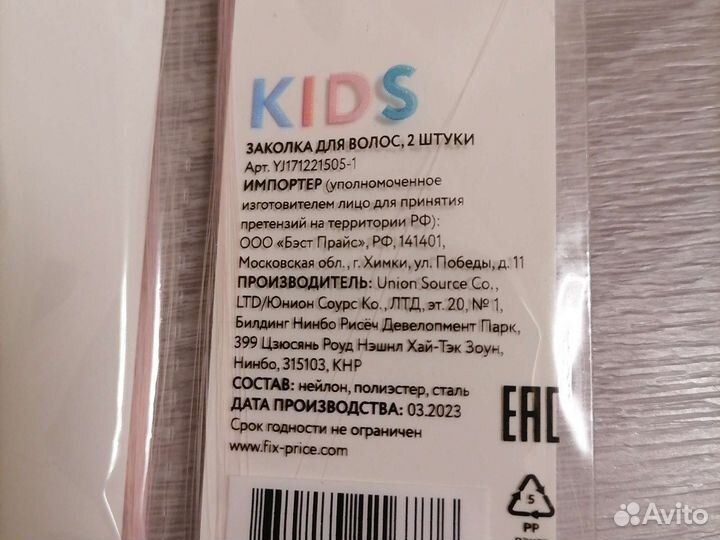 KIDS
ЗАКОЛКА ДЛЯ ВОЛОС, 2 ШТУКИ
Арт. YJ171221505-1
ИМПОРТЕР (уполномоченное
изготовителем лицо для принятия
претензий на территории РФ):
ООО «Бэст Прайс», РФ, 141401,
Московская обл., г. Химки, ул. Победы, д. 11
ПРОИЗВОДИТЕЛЬ: Union Source Co.,
LTD/Юнион Соурс Ко., ЛТД, эт. 20, № 1,
Билдинг Нинбо Рисёч Девелопмент Парк,
399 Цзюсянь Роуд Нэшнл Хай-Тэк Зоун,
Нинбо, 315103, КНР
СОСТАВ: нейлон, полиэстер, сталь
ДАТА ПРОИЗВОДСТВА: 03.2023
Срок годности не ограничен
www.fix-price.com
EAC
5
PP
Avito